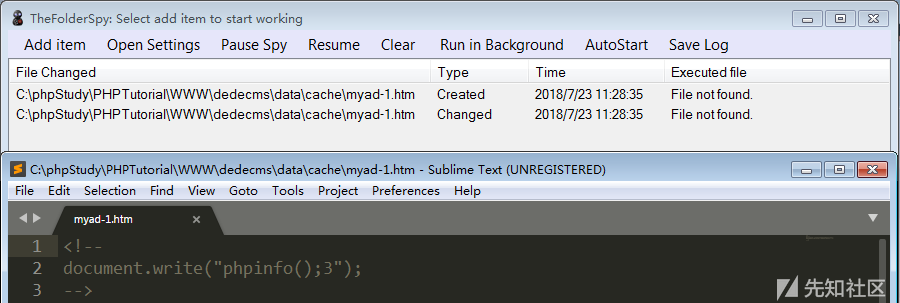 TheFolderSpy: Select add item to start working
Add item Open Settings Pause Spy Resume Clear Run in Background AutoStart Save Log
File Changed Type Time Executed file
C:\phpStudy\PHPTutorial\WWW\dedecms\data\cache\myad-1.htm Created 2018/7/23 11:28:35 File not found.
C:\phpStudy\PHPTutorial\WWW\dedecms\data\cache\myad-1.htm Changed 2018/7/23 11:28:35 File not found.
C:\phpStudy\PHPTutorial\WWW\dedecms\data\cache\myad-1.htm - Sublime Text (UNREGISTERED)
File Edit Selection Find View Goto Tools Project Preferences Help
myad-1.htm ×
1 <!--
2 document.write("phpinfo();3");
3 -->
先知社区